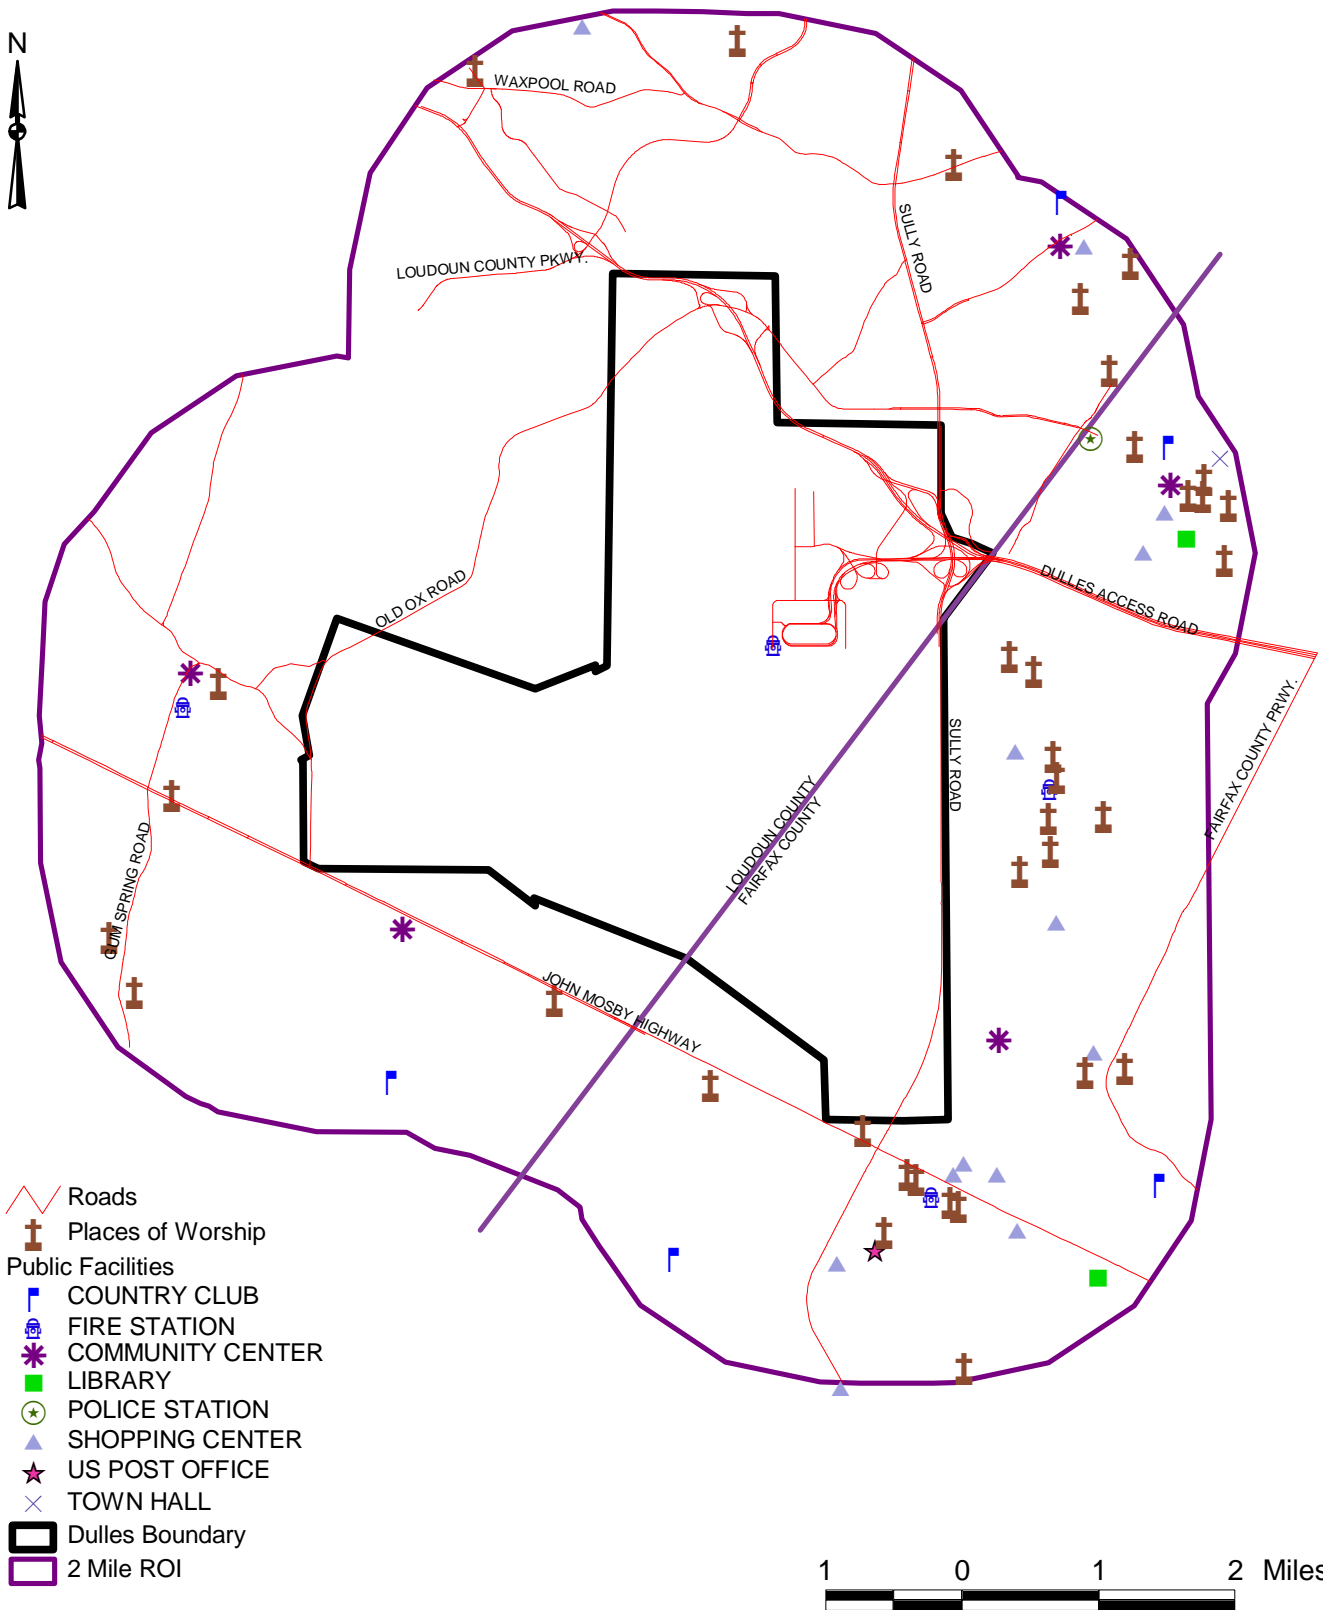 N
WAXPOOL ROAD
SULLY ROAD
LOUDOUN COUNTY PKWY.
OLD OX ROAD
DULLES ACCESS ROAD
FAIRFAX COUNTY PRWY.
SULLY ROAD
LOUDOUN COUNTY
FAIRFAX COUNTY
GUM SPRING ROAD
JOHN MOSBY HIGHWAY
Roads
Places of Worship
Public Facilities
COUNTRY CLUB
FIRE STATION
COMMUNITY CENTER
LIBRARY
POLICE STATION
SHOPPING CENTER
US POST OFFICE
TOWN HALL
Dulles Boundary
2 Mile ROI
1 0 1 2 Miles